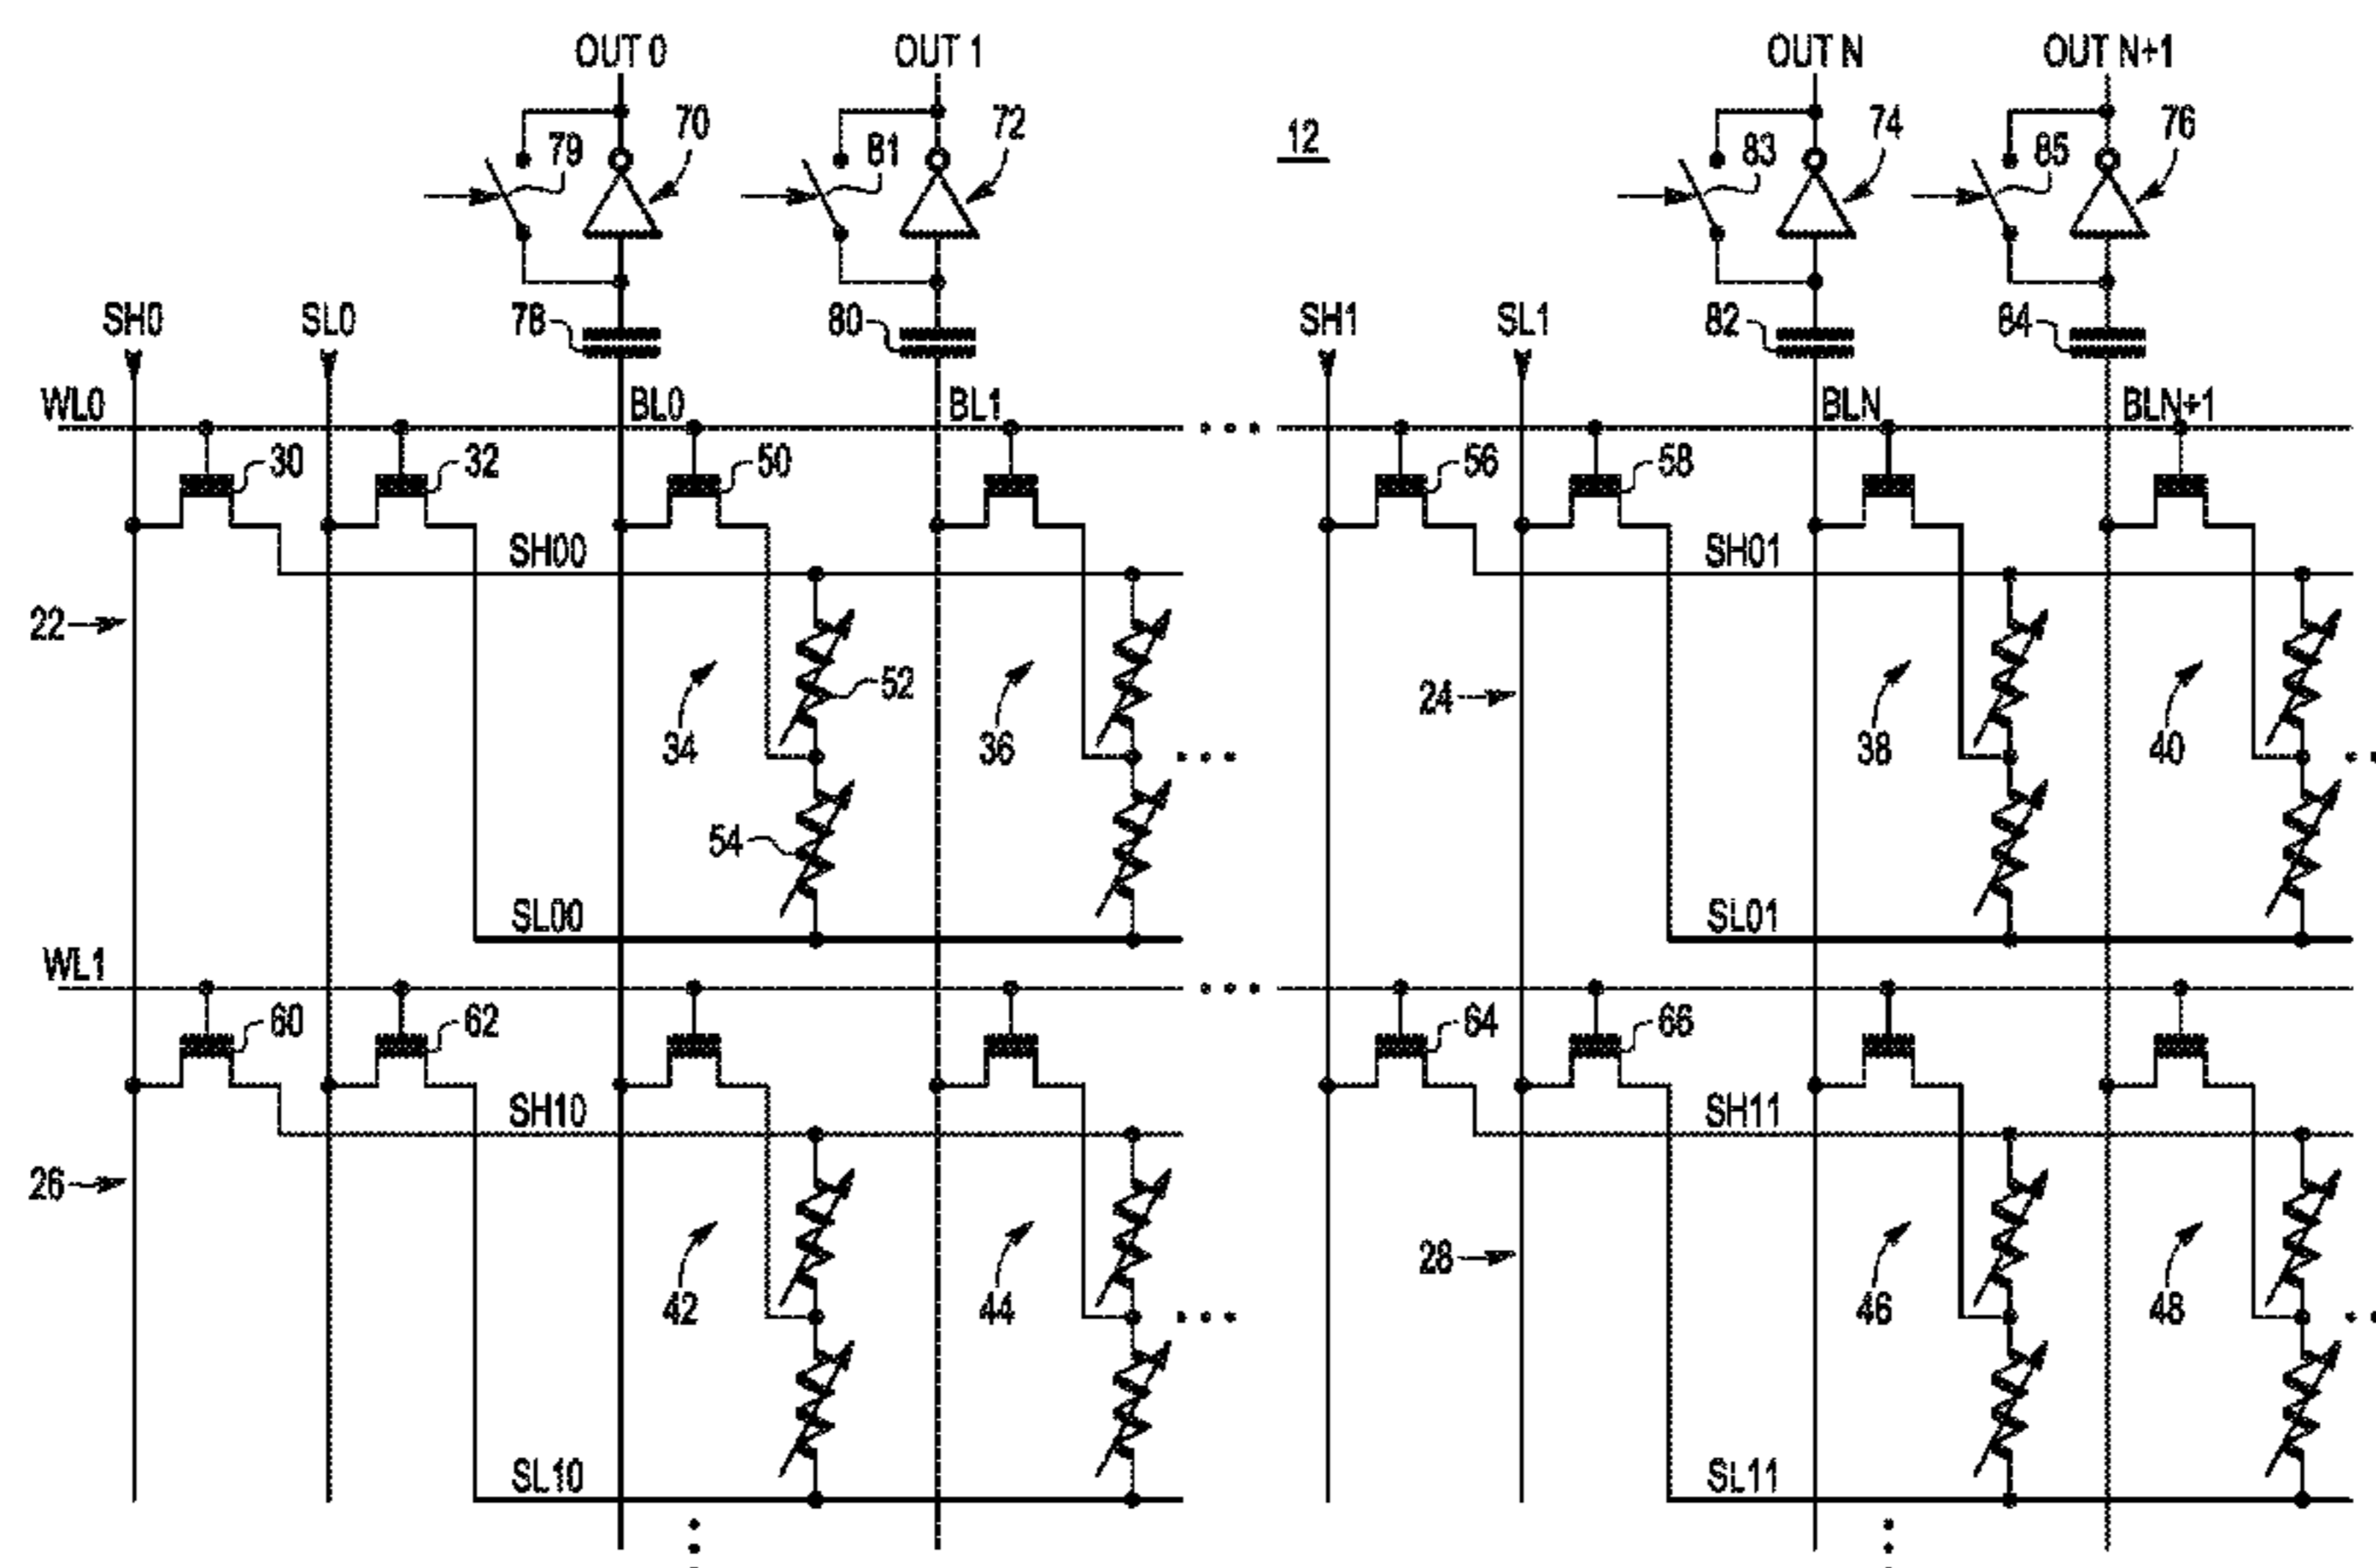 OUT 0 OUT 1 OUT N OUT N+1
79 70 81 72 12 83 74 85 76
SH0 SL0 78 80 SH1 SL1 82 84
WL0 BL0 BL1 BLN BLN+1
30 32 50 56 58
SH00 SH01
22 34 52 36 24 38 40
54
SL00 SL01
WL1
60 62 64 66
SH10 SH11
26 42 44 28 46 48
SL10 SL11